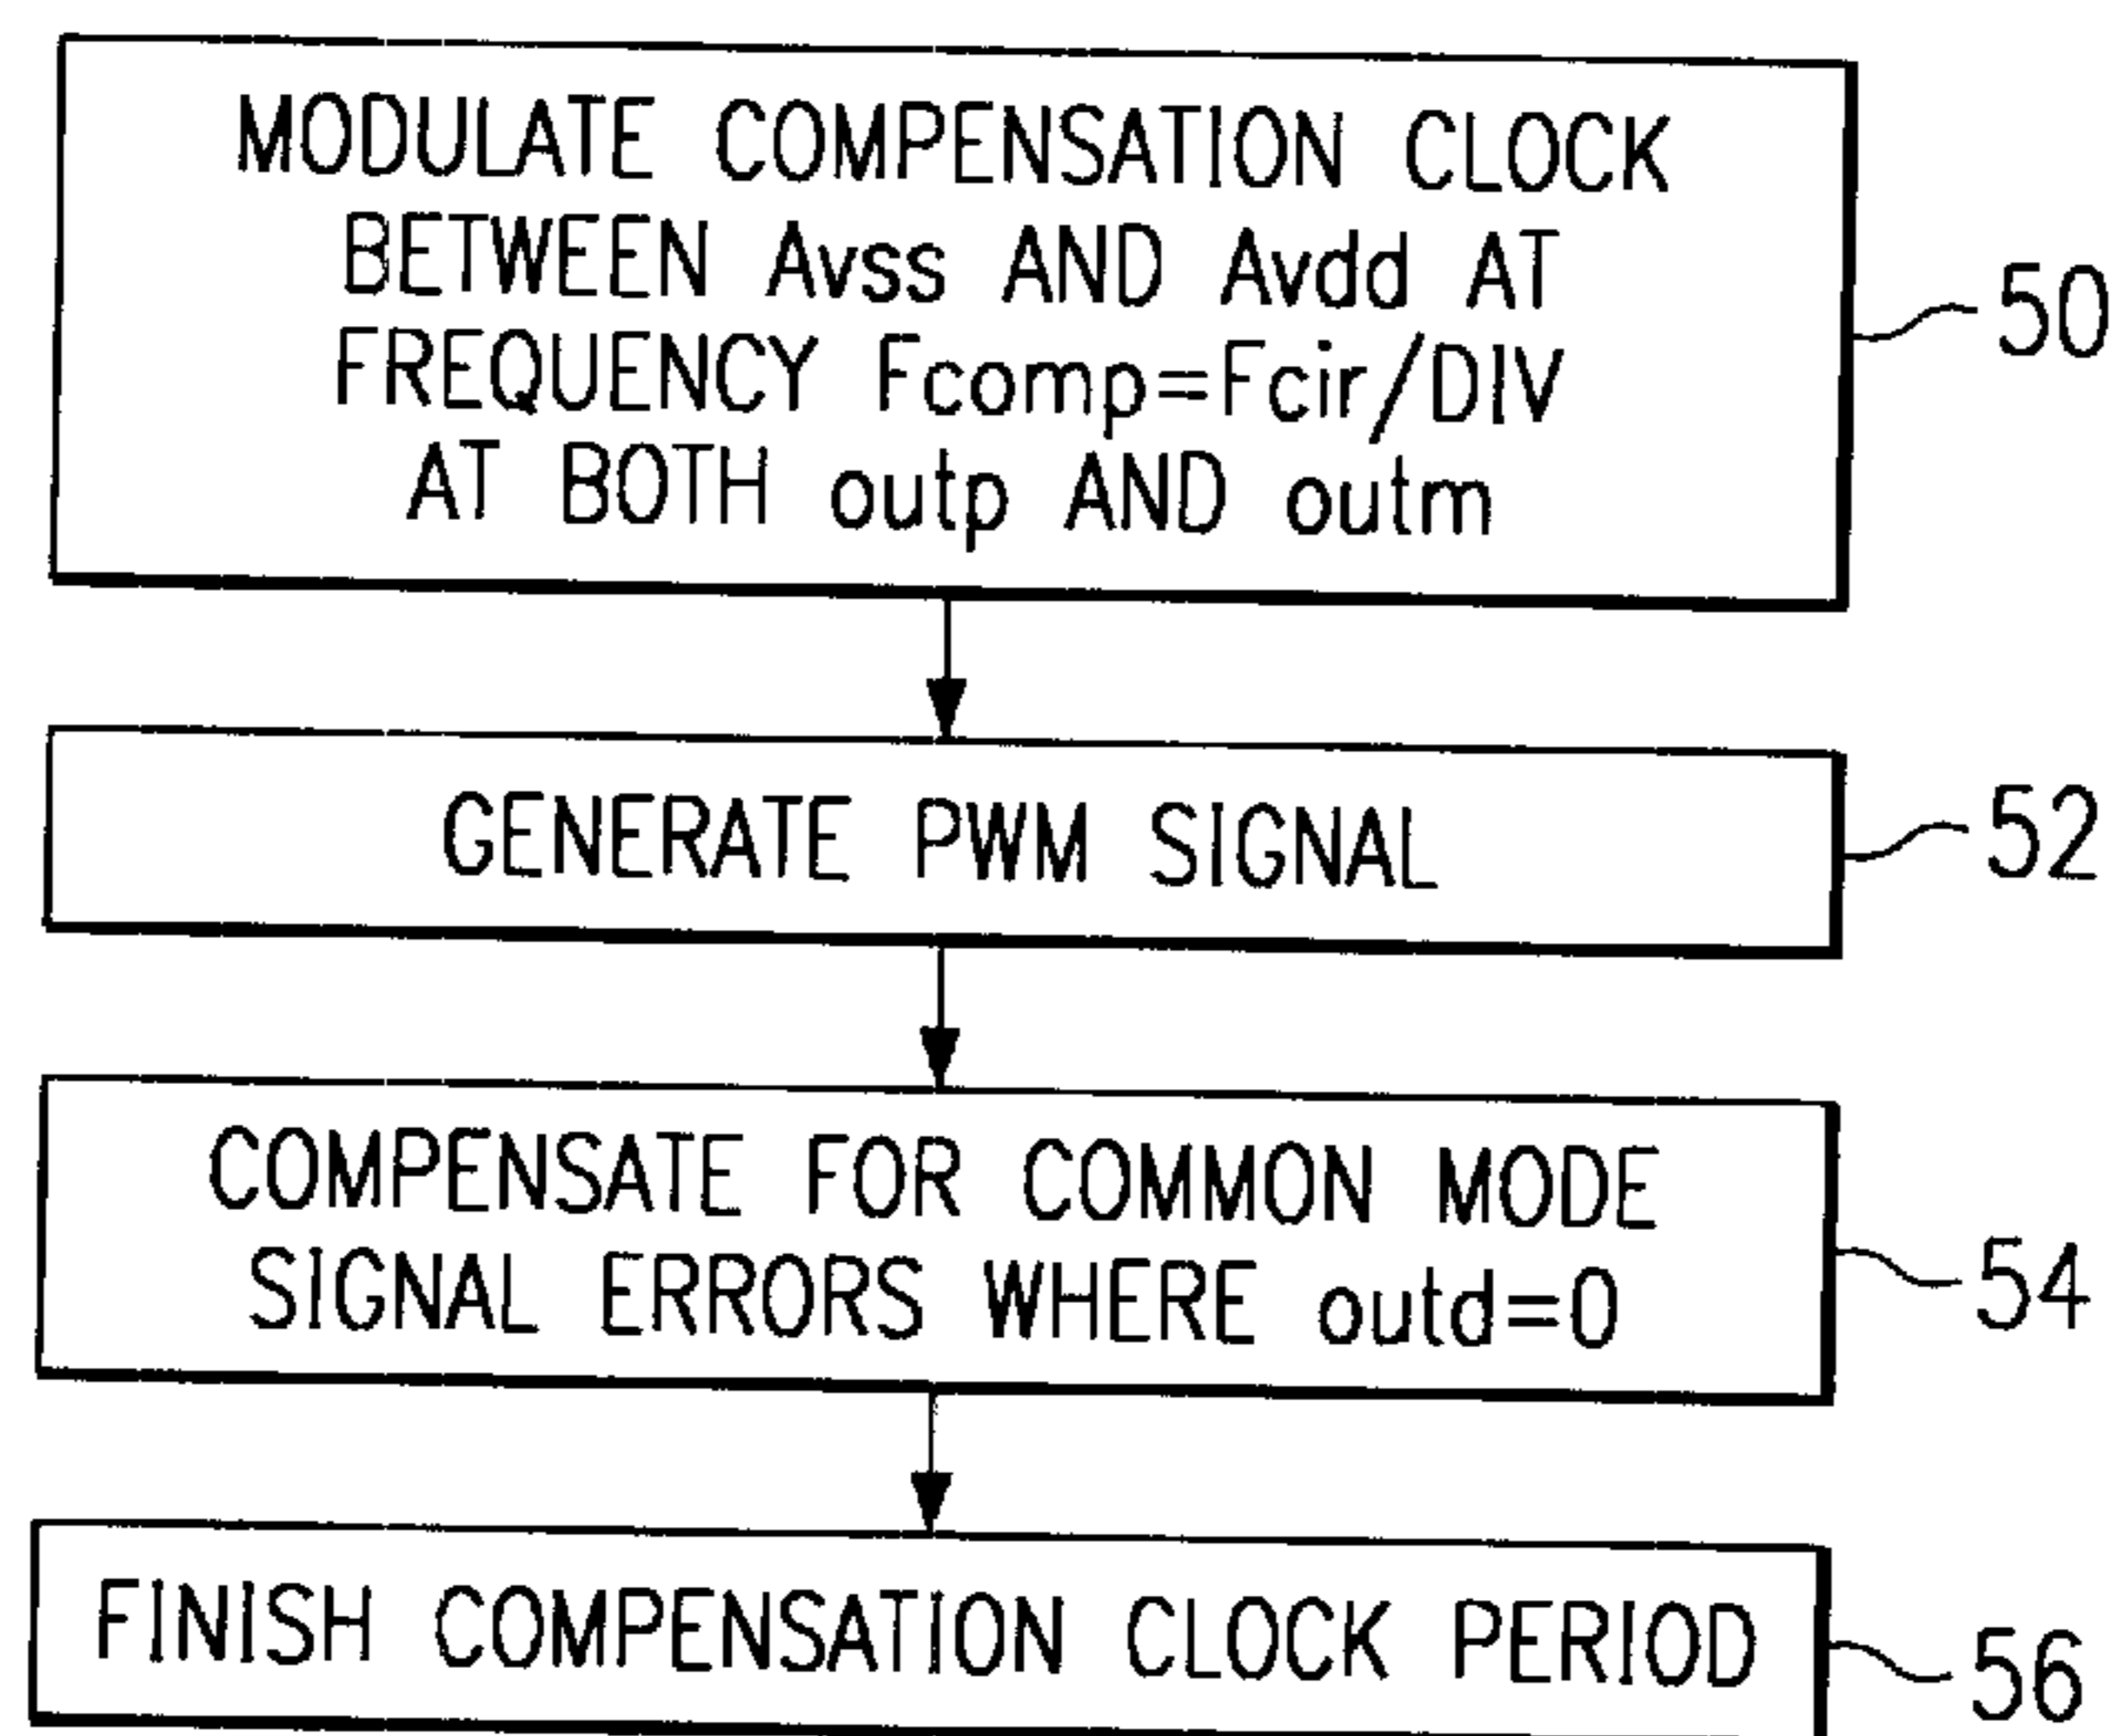 MODULATE COMPENSATION CLOCK
BETWEEN Avss AND Avdd AT
FREQUENCY Fcomp=Fcir/DIV
AT BOTH outp AND outm
50
GENERATE PWM SIGNAL
52
COMPENSATE FOR COMMON MODE
SIGNAL ERRORS WHERE outd=0
54
FINISH COMPENSATION CLOCK PERIOD
56